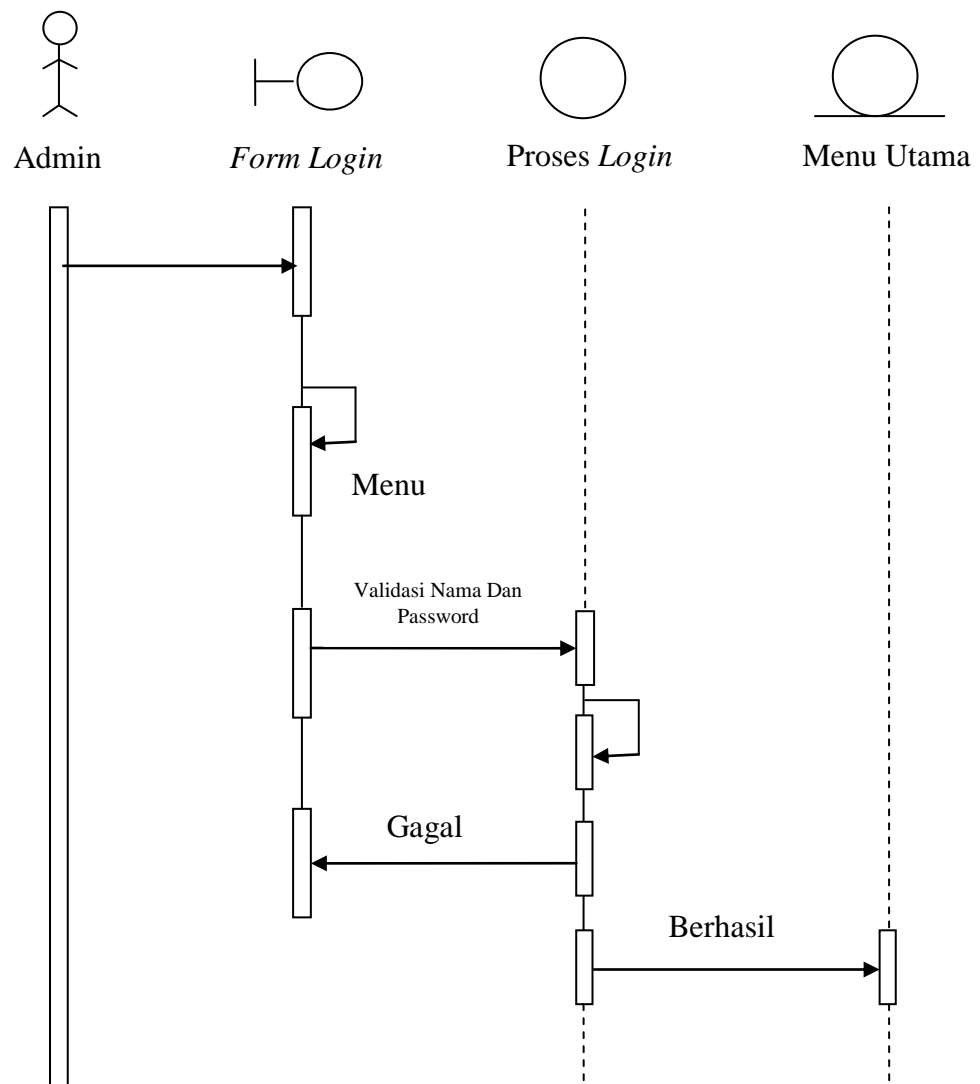 Admin
Form Login
Proses Login
Menu Utama
Menu
Validasi Nama Dan
Password
Gagal
Berhasil